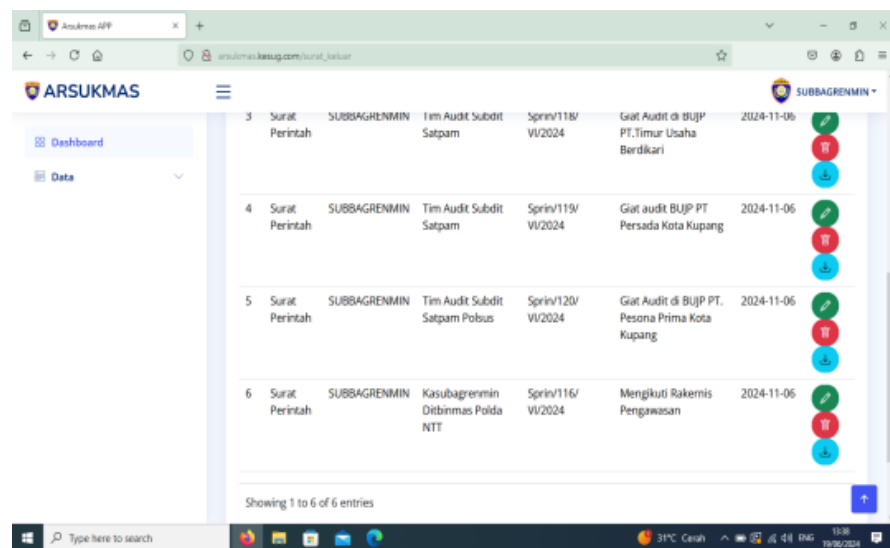 Arsukmas APP
arsukmas.kesug.com/surat_keluar
ARSUKMAS
SUBBAGRENMIN
Dashboard
Data
3 Surat SUBBAGRENMIN Tim Audit Subdit Sprin/118/ Giat Audit di BUJP 2024-11-06
Perintah Satpam VI/2024 PT.Timur Usaha
Berdikari
4 Surat SUBBAGRENMIN Tim Audit Subdit Sprin/119/ Giat audit BUJP PT 2024-11-06
Perintah Satpam VI/2024 Persada Kota Kupang
5 Surat SUBBAGRENMIN Tim Audit Subdit Sprin/120/ Giat Audit di BUJP PT. 2024-11-06
Perintah Satpam Polsus VI/2024 Pesona Prima Kota
Kupang
6 Surat SUBBAGRENMIN Kasubagrenmin Sprin/116/ Mengikuti Rakernis 2024-11-06
Perintah Ditbinmas Polda VI/2024 Pengawasan
NTT
Showing 1 to 6 of 6 entries
Type here to search
31°C Cerah
ENG
13:38
19/06/2024